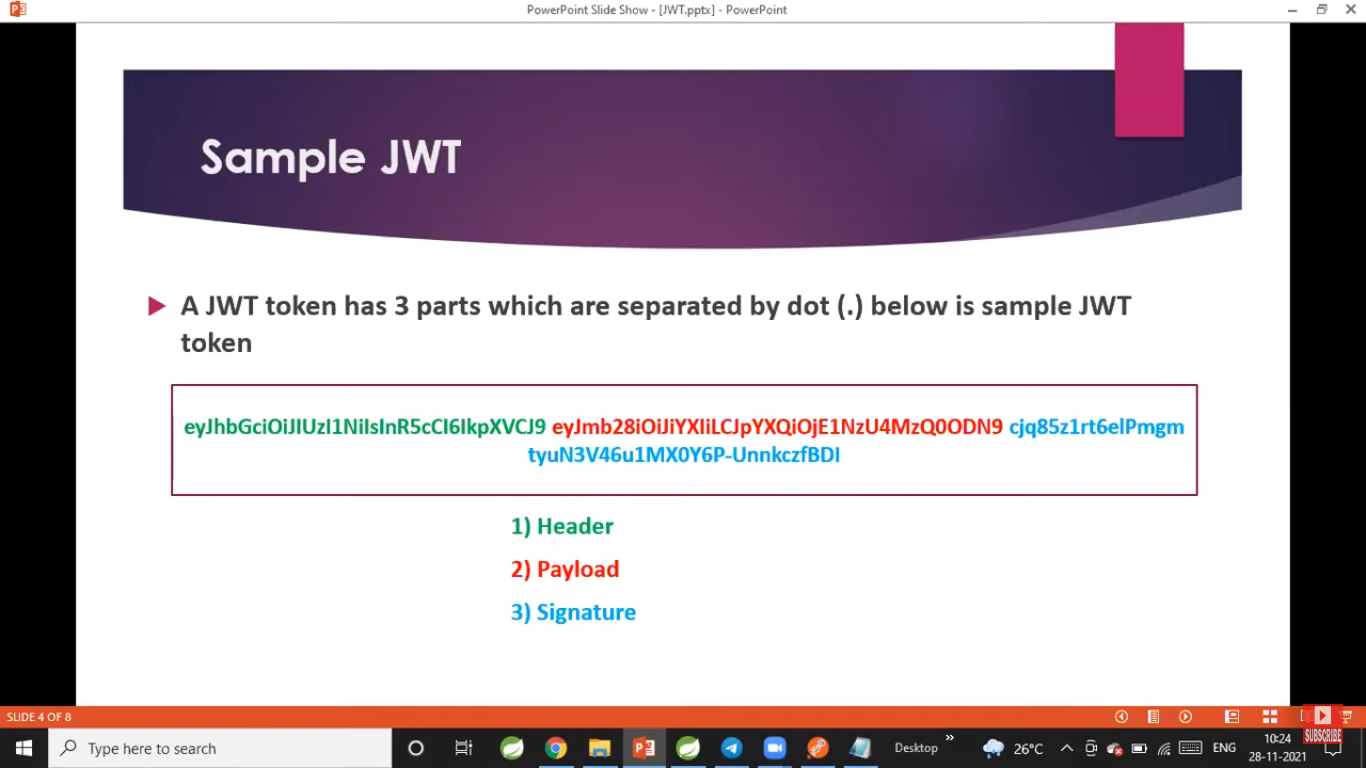 PowerPoint Slide Show - [JWT.pptx] - PowerPoint
Sample JWT
A JWT token has 3 parts which are separated by dot (.) below is sample JWT
token
eyJhbGciOiJIUzI1NiIsInR5cCI6IkpXVCJ9 eyJmb28iOiJiYXIiLCJpYXQiOjE1NzU4MzQ0ODN9 cjq85z1rt6elPmgm
tyuN3V46u1MX0Y6P-UnnkczfBDI
1) Header
2) Payload
3) Signature
SLIDE 4 OF 8
SUBSCRIBE
Type here to search
Desktop
26°C
ENG
10:24
28-11-2021